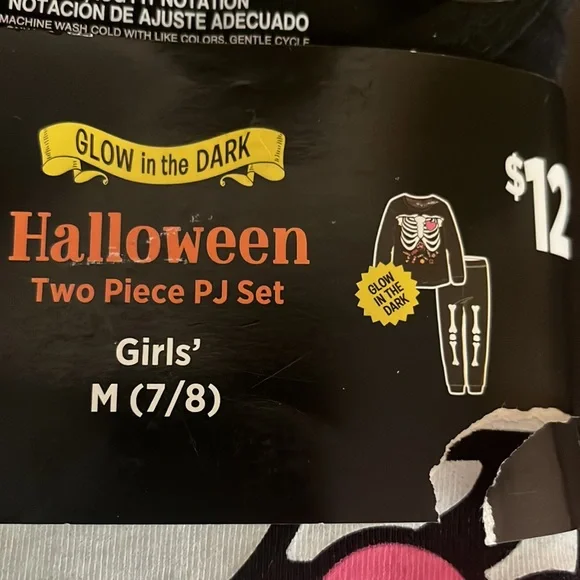 NOTATION
NOTACIÓN DE AJUSTE ADECUADO
MACHINE WASH COLD WITH LIKE COLORS, GENTLE CYCLE
GLOW in the DARK
Halloween
Two Piece PJ Set
Girls’
M (7/8)
GLOW
IN THE
DARK
$12